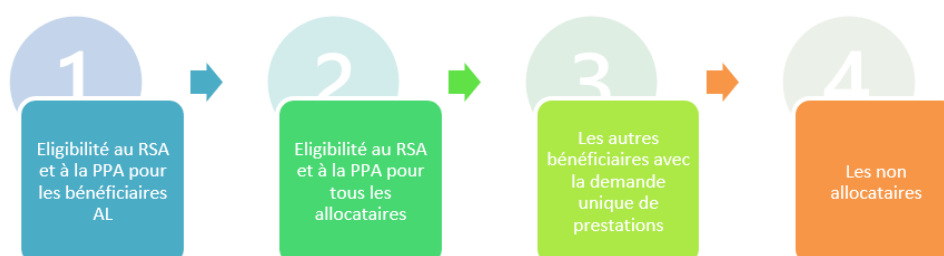 1
Eligibilité au RSA
et à la PPA pour
les bénéficiaires
AL
2
Eligibilité au RSA
et à la PPA pour
tous les
allocataires
3
Les autres
bénéficiaires avec
la demande
unique de
prestations
4
Les non
allocataires